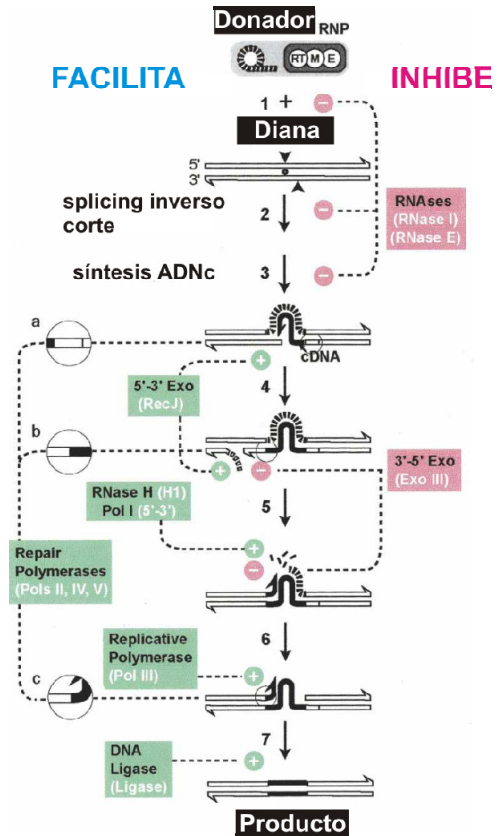 Donador
RNP
RT M E
FACILITA
INHIBE
1 +
−
Diana
5'
3'
splicing inverso
corte
2
−
RNAses
(RNase I)
(RNase E)
síntesis ADNc
3
−
a
cDNA
+
5'-3' Exo
(RecJ)
4
b
+
−
3'-5' Exo
(Exo III)
RNase H (H1)
Pol I (5'-3')
5
+
−
Repair
Polymerases
(Pols II, IV, V)
6
Replicative
Polymerase
(Pol III)
+
c
7
DNA
Ligase
(Ligase)
+
Producto